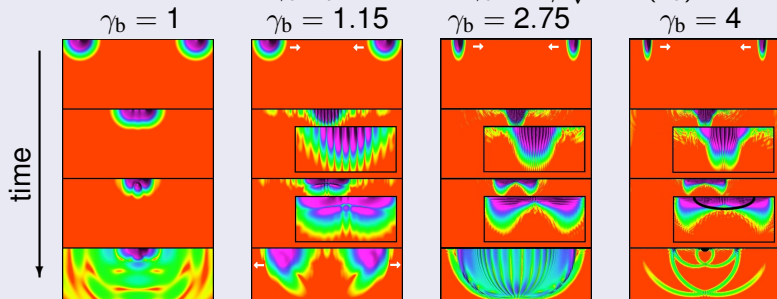 γb = 1
γb = 1.15
γb = 2.75
γb = 4
time